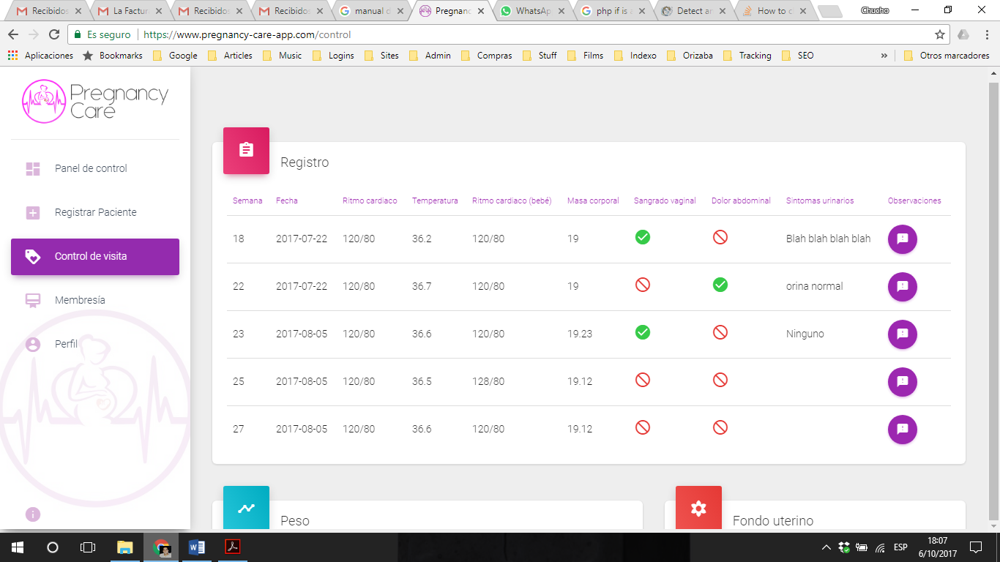 Recibidos
La Factur
Recibidos
Recibidos
manual d
Pregnanc
WhatsAp
php if is a
Detect an
How to c
Chucho
Es seguro
https://www.pregnancy-care-app.com/control
Aplicaciones
Bookmarks
Google
Articles
Music
Logins
Sites
Admin
Compras
Stuff
Films
Indexo
Orizaba
Tracking
SEO
»
Otros marcadores
Pregnancy
Care
Panel de control
Registrar Paciente
Control de visita
Membresía
Perfil
Registro
Semana Fecha Ritmo cardiaco Temperatura Ritmo cardiaco (bebé) Masa corporal Sangrado vaginal Dolor abdominal Sintomas urinarios Observaciones
18 2017-07-22 120/80 36.2 120/80 19 Blah blah blah blah
22 2017-07-22 120/80 36.7 120/80 19 orina normal
23 2017-08-05 120/80 36.6 120/80 19.23 Ninguno
25 2017-08-05 120/80 36.5 128/80 19.12
27 2017-08-05 120/80 36.6 120/80 19.12
Peso
Fondo uterino
ESP
18:07
6/10/2017